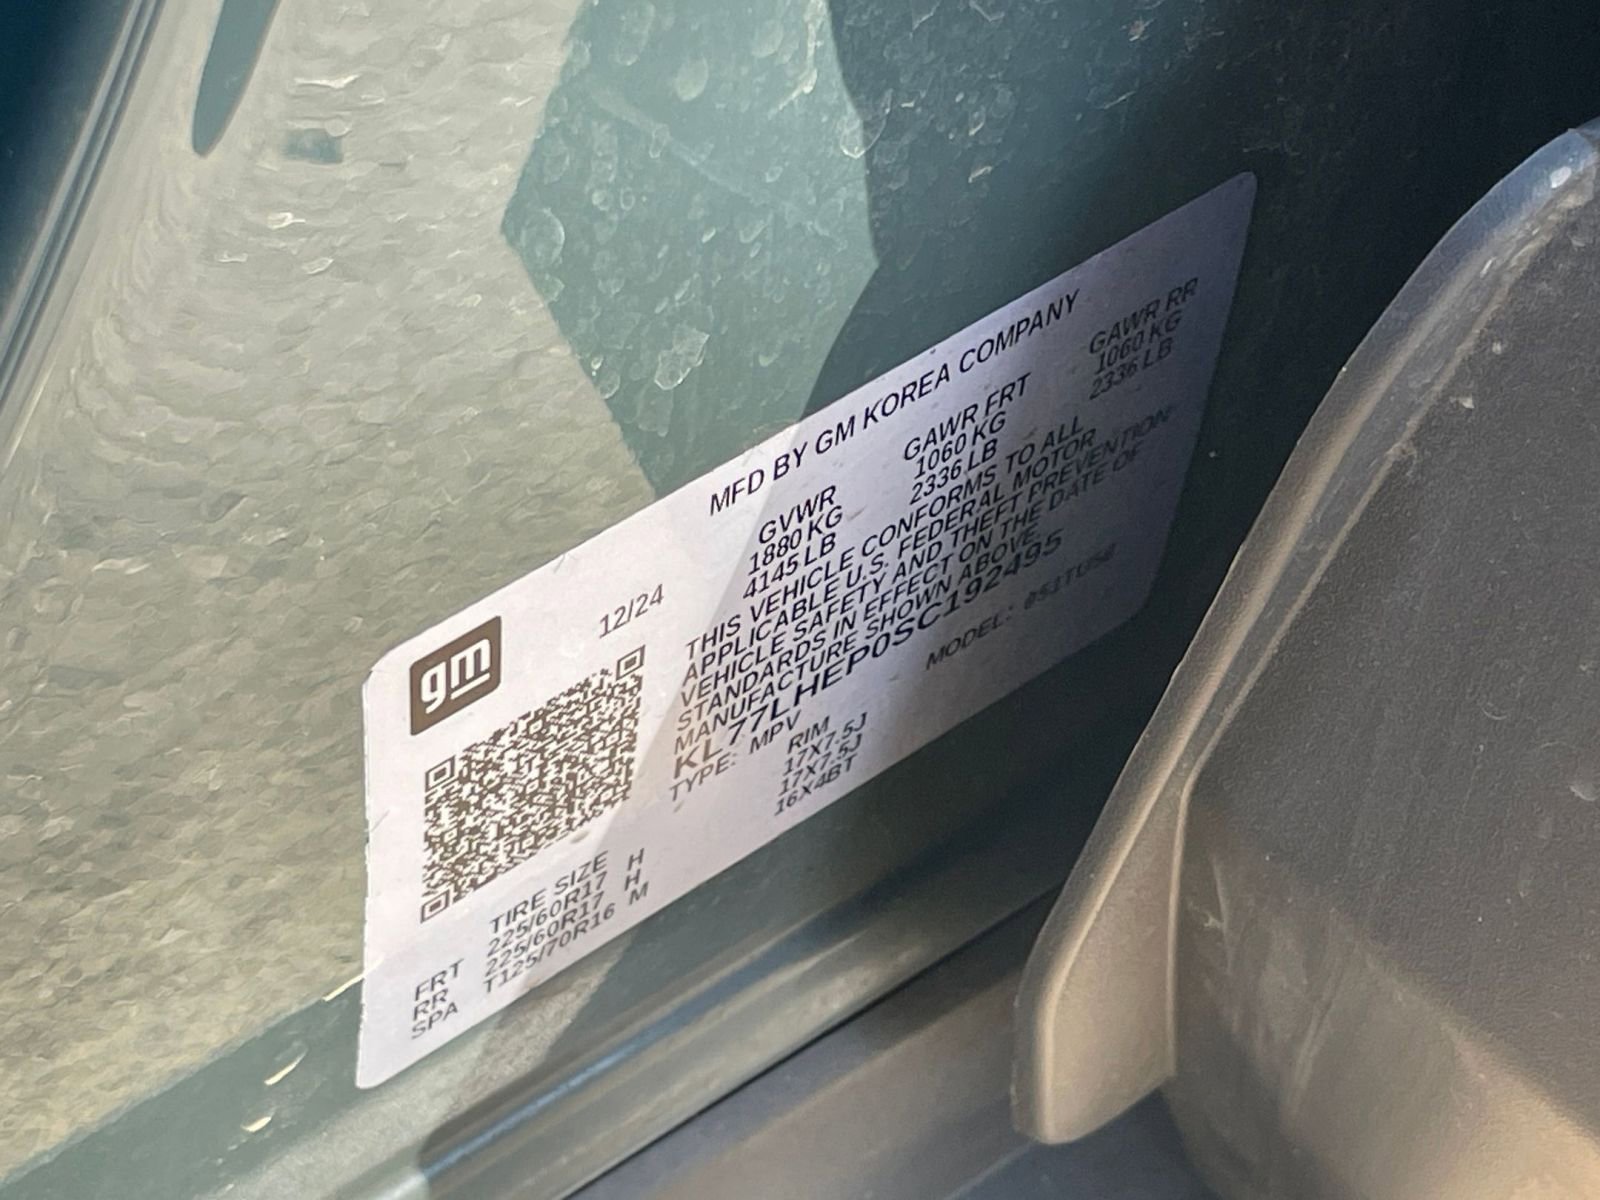 MFD BY GM KOREA COMPANY
gm
12/24
GVWR GAWR FRT GAWR RR
1880 KG 1060 KG 1060 KG
4145 LB 2336 LB 2336 LB
THIS VEHICLE CONFORMS TO ALL
APPLICABLE U.S. FEDERAL MOTOR
VEHICLE SAFETY AND THEFT PREVENTION
STANDARDS IN EFFECT ON THE DATE OF
MANUFACTURE SHOWN ABOVE.
KL77LHEP0SC192495
TYPE: MPV MODEL:
TIRE SIZE RIM
FRT 225/60R17 H 17X7.5J
RR 225/60R17 H 17X7.5J
SPA T125/70R16 M 16X4BT